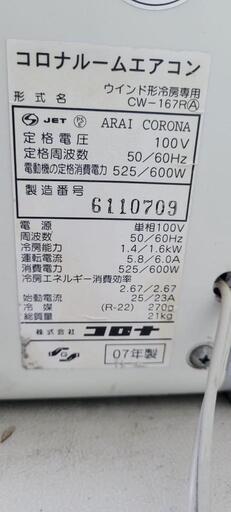 コロナルームエアコン
ウインド形冷房専用
形式名 CW-167RⒶ
JET PSE ARAI CORONA
定格電圧 100V
定格周波数 50/60Hz
電動機の定格消費電力 525/600W
製造番号
6110709
電源 単相100V
周波数 50/60Hz
冷房能力 1.4/1.6kW
運転電流 5.8/6.0A
消費電力 525/600W
冷房エネルギー消費効率
2.67/2.67
始動電流 25/23A
冷媒 (R-22) 270g
総質量 21kg
株式会社 コロナ
07年製